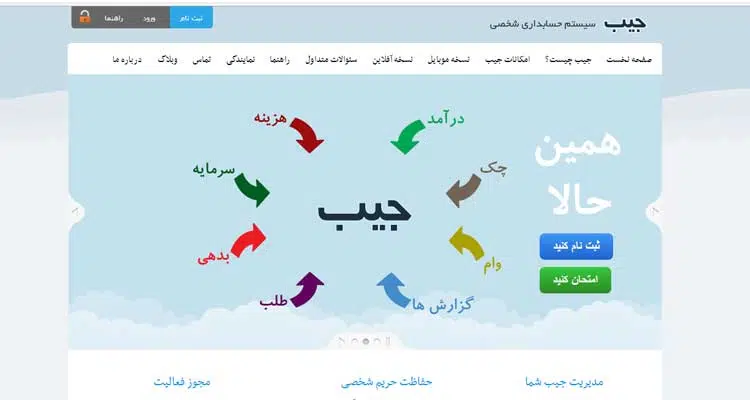 جیب سیستم حسابداری شخصی
ثبت نام ورود راهنما
صفحه نخست جیب چیست؟ امکانات جیب نسخه موبایل نسخه آفلاین سئوالات متداول راهنما نمایندگی تماس وبلاگ درباره ما
همین
حالا
ثبت نام کنید
امتحان کنید
درآمد
هزینه
چک
سرمایه
جیب
وام
بدهی
گزارش ها
طلب
مدیریت جیب شما
حفاظت حریم شخصی
مجوز فعالیت